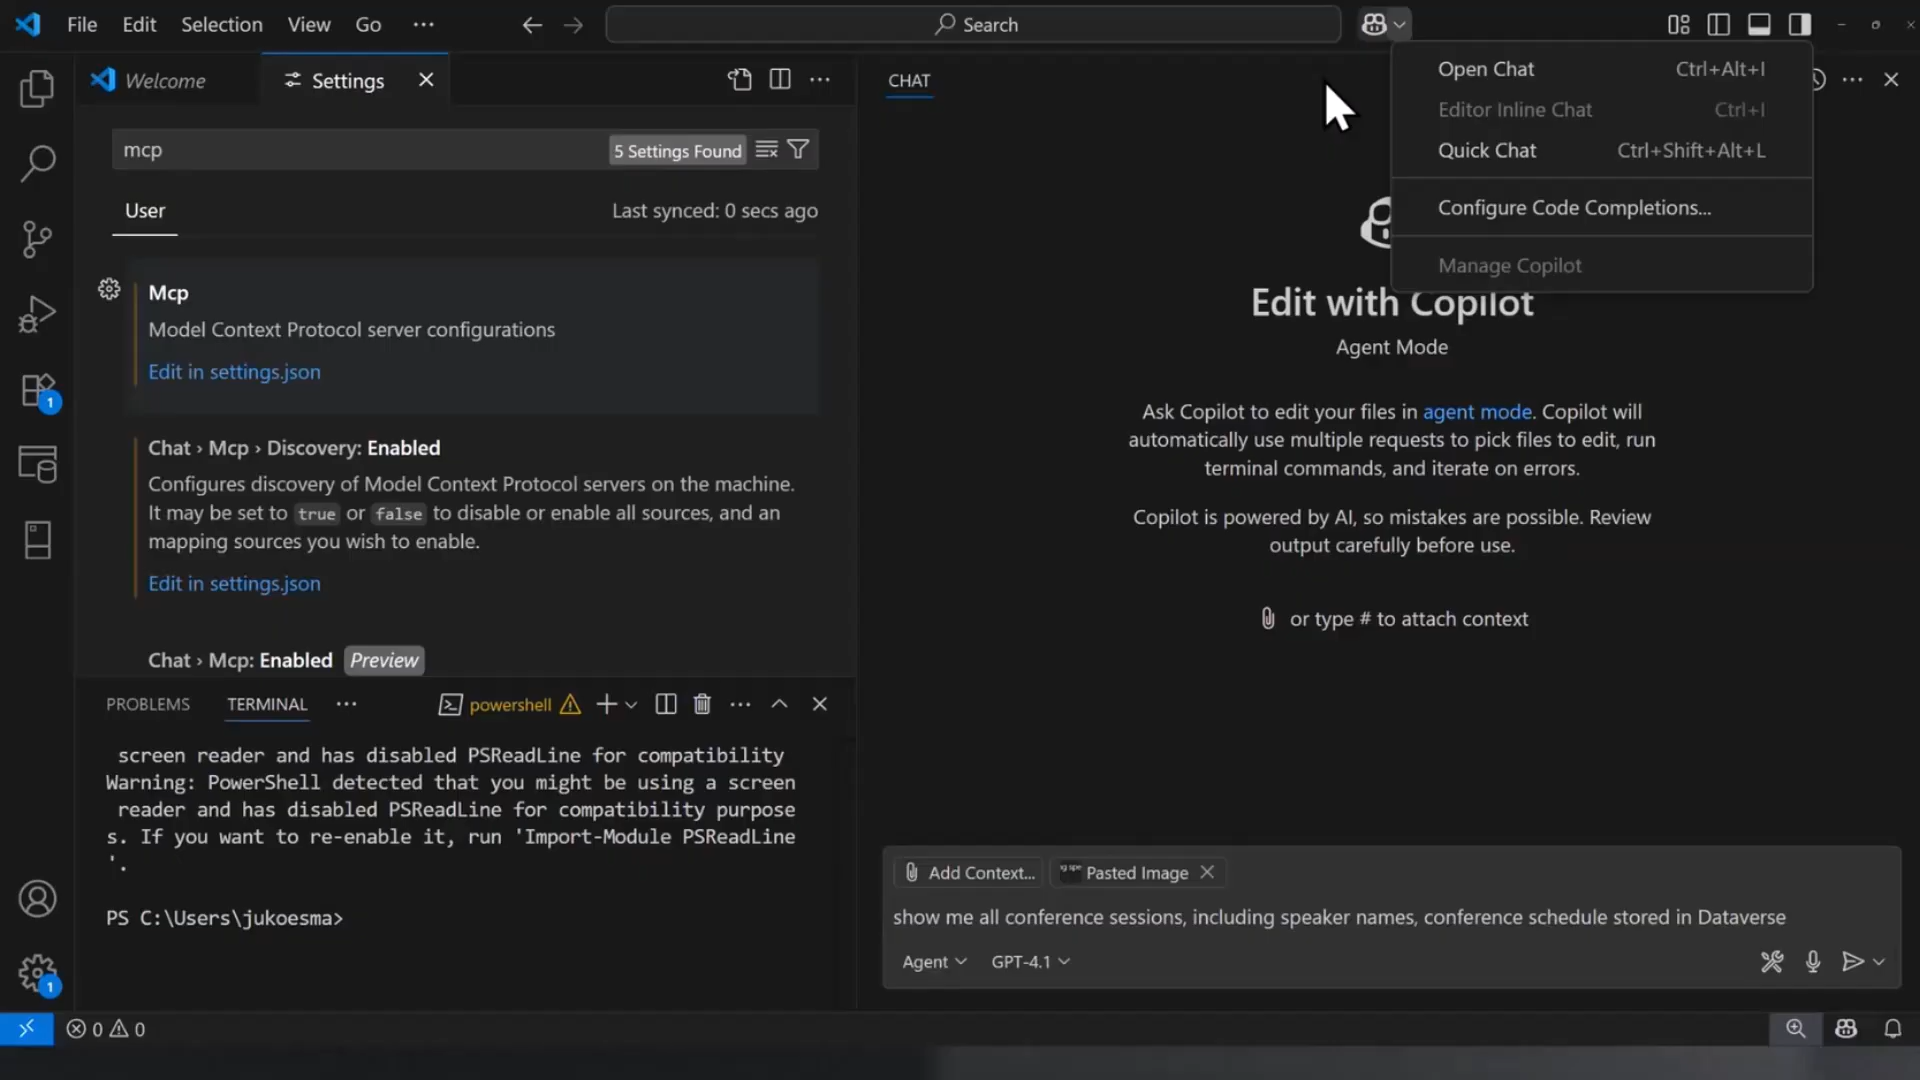 File Edit Selection View Go ···
Search
Welcome
Settings
mcp
5 Settings Found
User
Last synced: 0 secs ago
Mcp
Model Context Protocol server configurations
Edit in settings.json
Chat › Mcp › Discovery: Enabled
Configures discovery of Model Context Protocol servers on the machine.
It may be set to true or false to disable or enable all sources, and an
mapping sources you wish to enable.
Edit in settings.json
Chat › Mcp: Enabled Preview
PROBLEMS TERMINAL ··· powershell
screen reader and has disabled PSReadLine for compatibility
Warning: PowerShell detected that you might be using a screen
reader and has disabled PSReadLine for compatibility purpose
s. If you want to re-enable it, run 'Import-Module PSReadLine
'.
PS C:\Users\jukoesma>
CHAT
Open Chat Ctrl+Alt+I
Editor Inline Chat Ctrl+I
Quick Chat Ctrl+Shift+Alt+L
Configure Code Completions...
Manage Copilot
Edit with Copilot
Agent Mode
Ask Copilot to edit your files in agent mode. Copilot will
automatically use multiple requests to pick files to edit, run
terminal commands, and iterate on errors.
Copilot is powered by AI, so mistakes are possible. Review
output carefully before use.
or type # to attach context
Add Context... Pasted Image
show me all conference sessions, including speaker names, conference schedule stored in Dataverse
Agent GPT-4.1
1
1
0 0